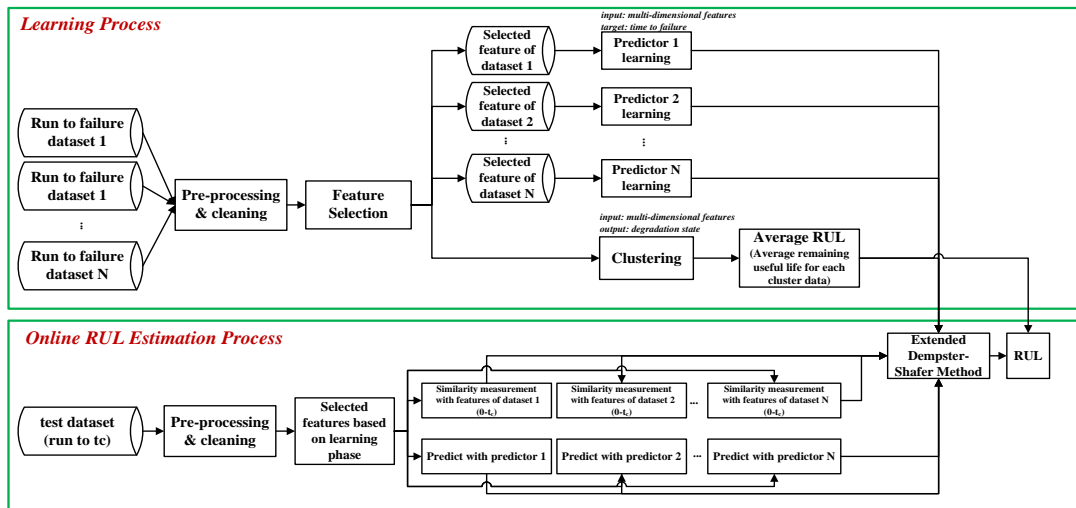 Learning Process
Run to failure
dataset 1
Run to failure
dataset 1
...
Run to failure
dataset N
Pre-processing
& cleaning
Feature
Selection
Selected
feature of
dataset 1
Selected
feature of
dataset 2
...
Selected
feature of
dataset N
input: multi-dimensional features
target: time to failure
Predictor 1
learning
Predictor 2
learning
...
Predictor N
learning
input: multi-dimensional features
output: degradation state
Clustering
Average RUL
(Average remaining
useful life for each
cluster data)
Online RUL Estimation Process
test dataset
(run to tc)
Pre-processing
& cleaning
Selected
features based
on learning
phase
Similarity measurement
with features of dataset 1
(0-tc)
Similarity measurement
with features of dataset 2
(0-tc)
...
Similarity measurement
with features of dataset N
(0-tc)
Predict with predictor 1
Predict with predictor 2
...
Predict with predictor N
Extended
Dempster-
Shafer Method
RUL